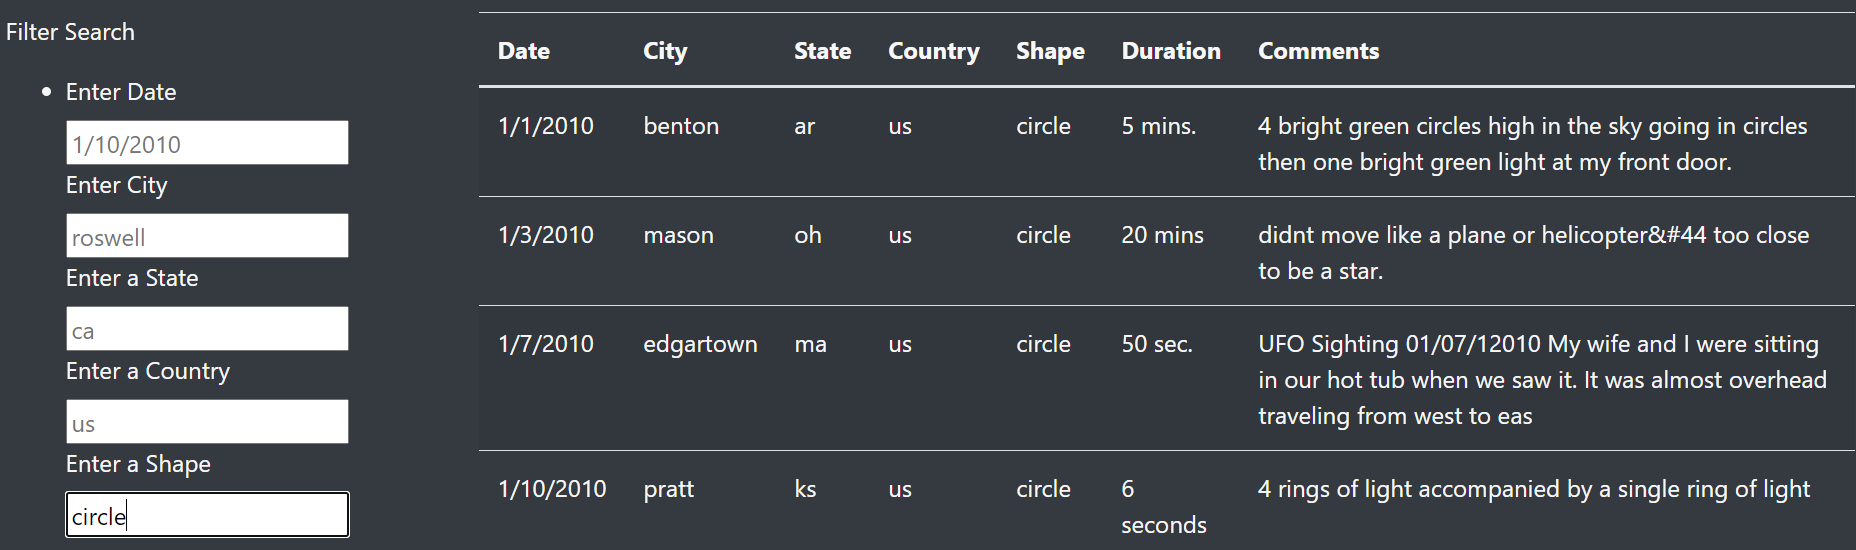 Filter Search
Enter Date
1/10/2010
Enter City
roswell
Enter a State
ca
Enter a Country
us
Enter a Shape
circle
Date City State Country Shape Duration Comments
1/1/2010 benton ar us circle 5 mins. 4 bright green circles high in the sky going in circles
then one bright green light at my front door.
1/3/2010 mason oh us circle 20 mins didnt move like a plane or helicopter&#44 too close
to be a star.
1/7/2010 edgartown ma us circle 50 sec. UFO Sighting 01/07/12010 My wife and I were sitting
in our hot tub when we saw it. It was almost overhead
traveling from west to eas
1/10/2010 pratt ks us circle 6 4 rings of light accompanied by a single ring of light
seconds